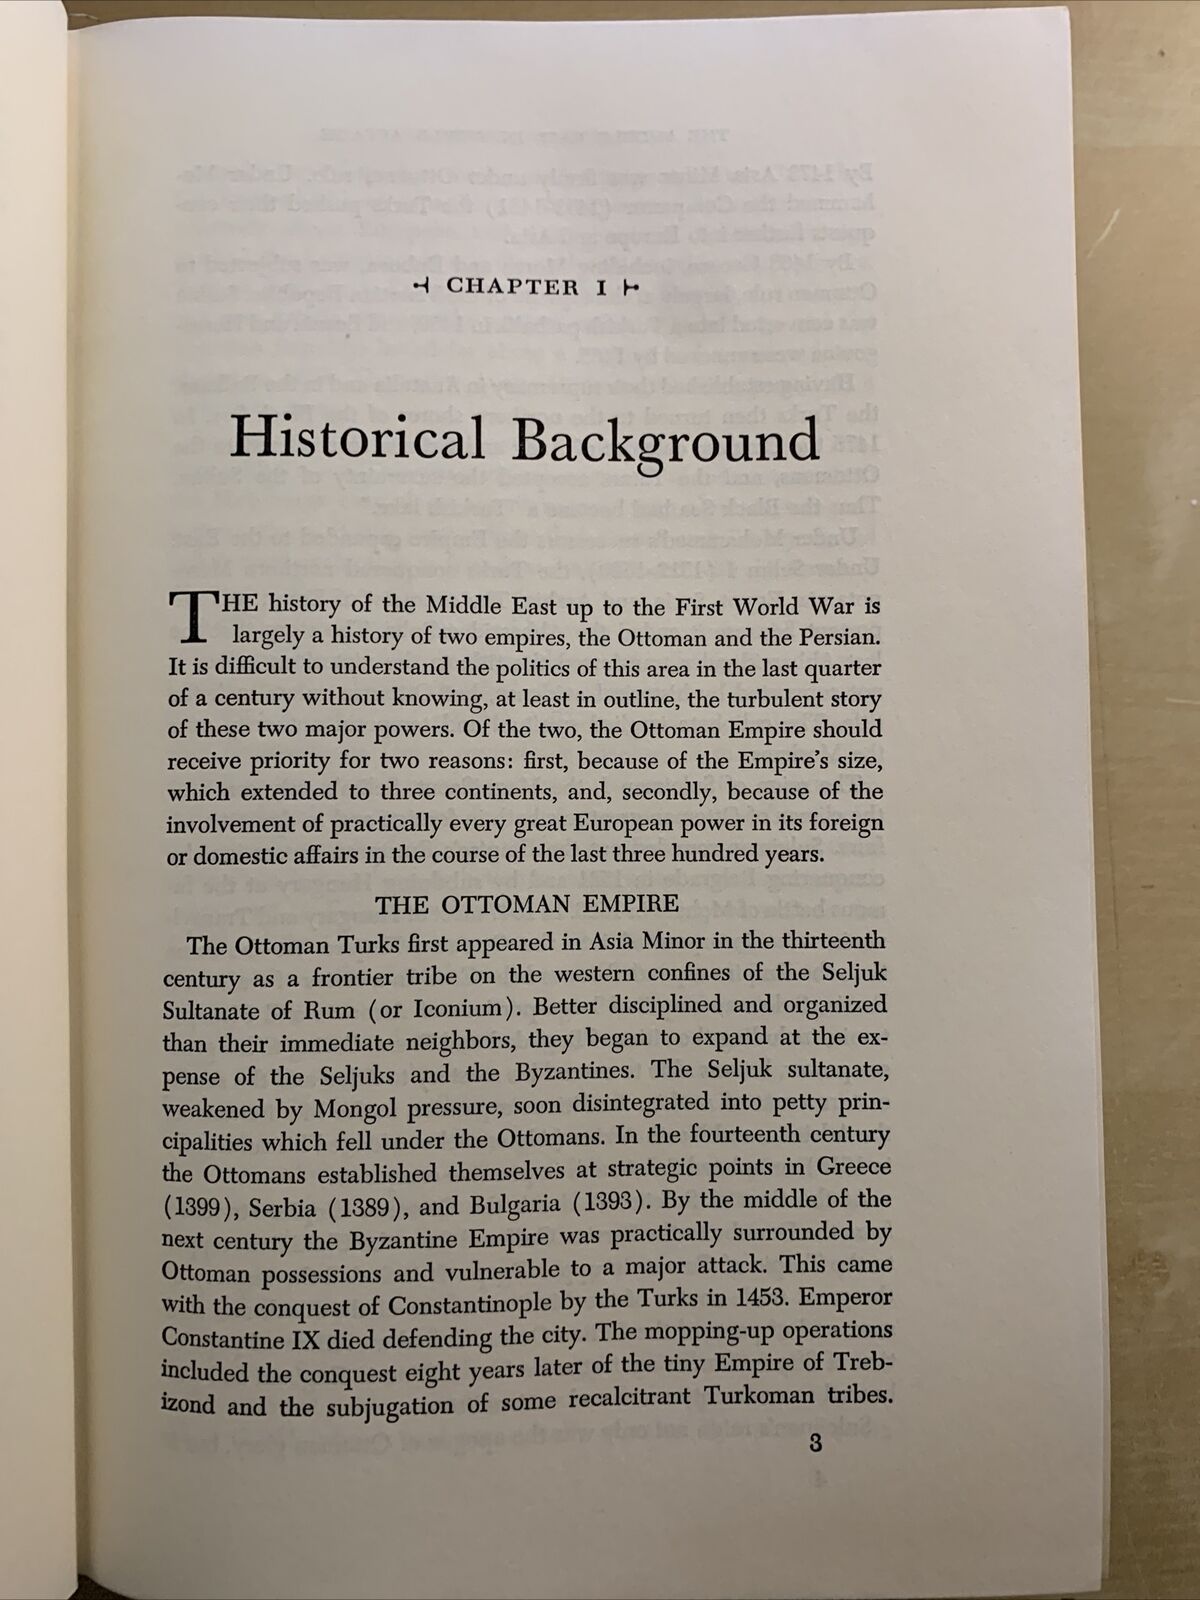 CHAPTER I
Historical Background
THE history of the Middle East up to the First World War is
largely a history of two empires, the Ottoman and the Persian.
It is difficult to understand the politics of this area in the last quarter
of a century without knowing, at least in outline, the turbulent story
of these two major powers. Of the two, the Ottoman Empire should
receive priority for two reasons: first, because of the Empire's size,
which extended to three continents, and, secondly, because of the
involvement of practically every great European power in its foreign
or domestic affairs in the course of the last three hundred years.
THE OTTOMAN EMPIRE
The Ottoman Turks first appeared in Asia Minor in the thirteenth
century as a frontier tribe on the western confines of the Seljuk
Sultanate of Rum (or Iconium). Better disciplined and organized
than their immediate neighbors, they began to expand at the ex-
pense of the Seljuks and the Byzantines. The Seljuk sultanate,
weakened by Mongol pressure, soon disintegrated into petty prin-
cipalities which fell under the Ottomans. In the fourteenth century
the Ottomans established themselves at strategic points in Greece
(1399), Serbia (1389), and Bulgaria (1393). By the middle of the
next century the Byzantine Empire was practically surrounded by
Ottoman possessions and vulnerable to a major attack. This came
with the conquest of Constantinople by the Turks in 1453. Emperor
Constantine IX died defending the city. The mopping-up operations
included the conquest eight years later of the tiny Empire of Treb-
izond and the subjugation of some recalcitrant Turkoman tribes.
3